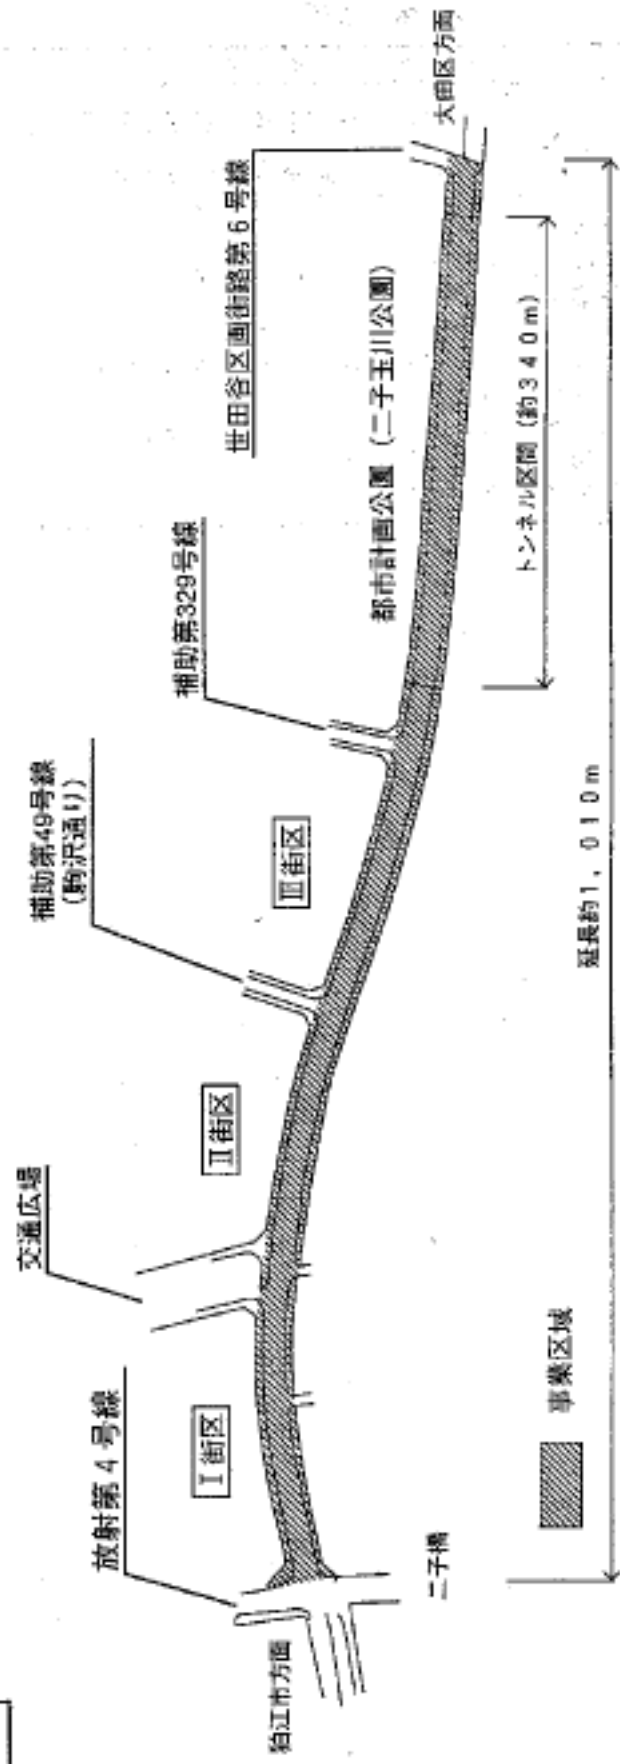 大田区方面
世田谷区画街路第6号線
都市計画公園（二子玉川公園）
トンネル区間（約340m）
補助第329号線
補助第49号線
（駒沢通り）
Ⅲ街区
延長約1,010m
Ⅱ街区
交通広場
Ⅰ街区
放射第4号線
事業区域
二子橋
狛江市方面